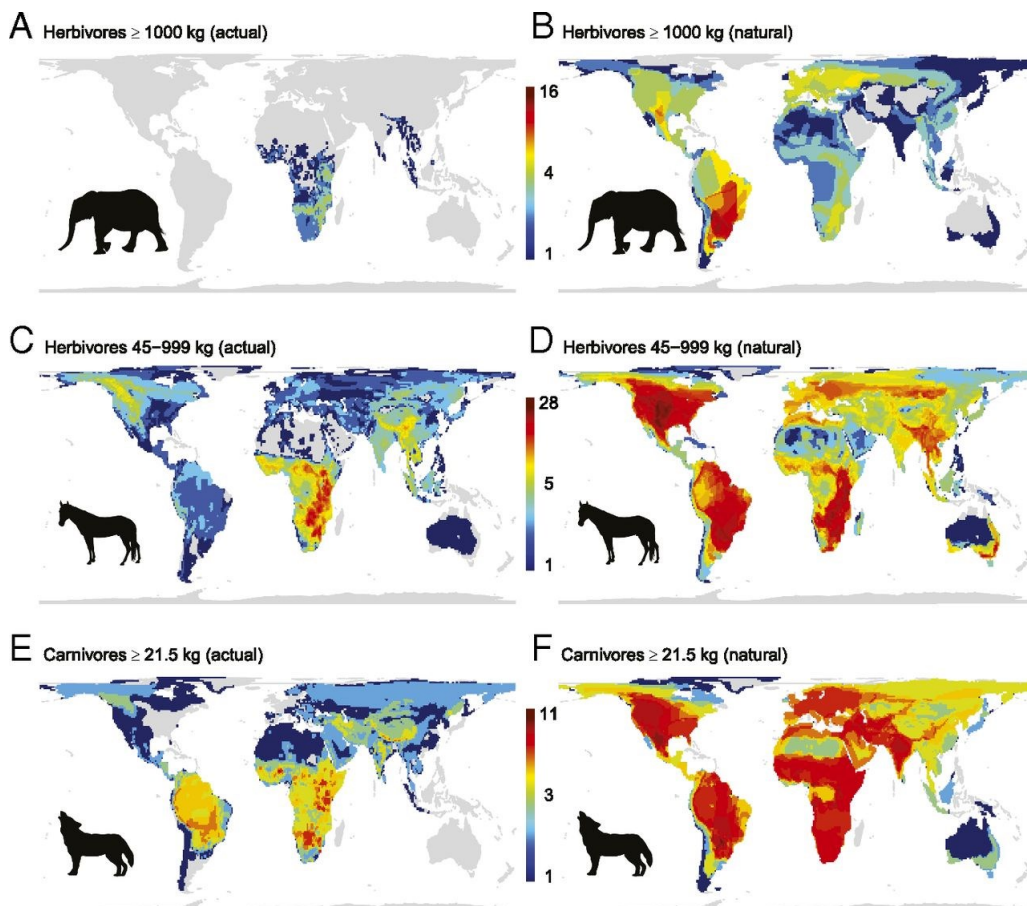 A Herbivores ≥ 1000 kg (actual)
B Herbivores ≥ 1000 kg (natural)
16
4
1
C Herbivores 45–999 kg (actual)
D Herbivores 45–999 kg (natural)
28
5
1
E Carnivores ≥ 21.5 kg (actual)
F Carnivores ≥ 21.5 kg (natural)
11
3
1